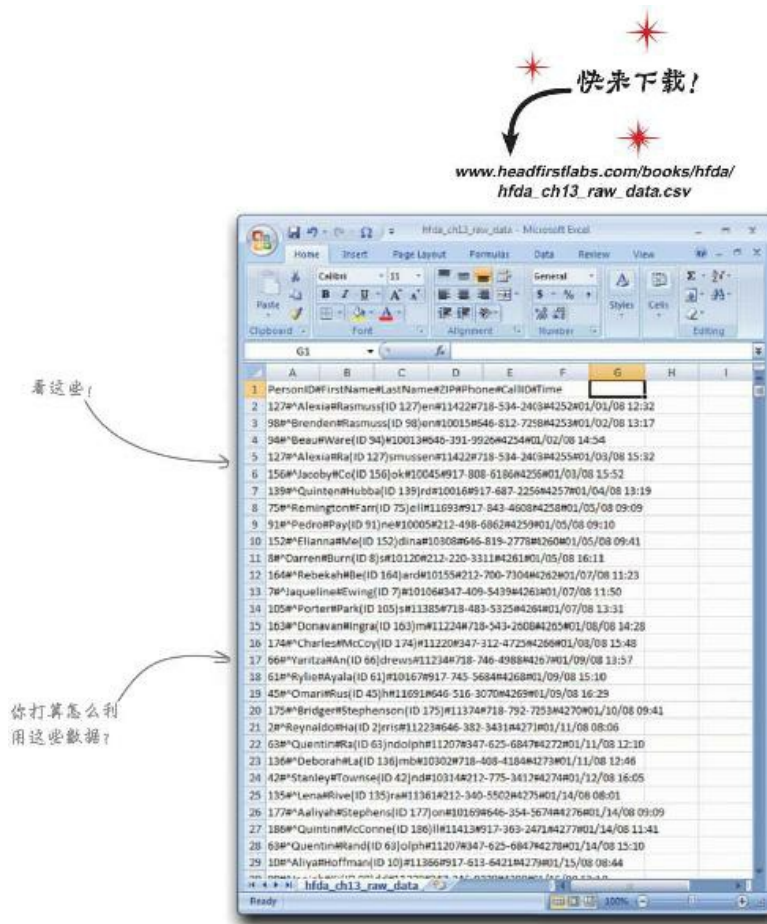 快来下载！
www.headfirstlabs.com/books/hfda/
hfda_ch13_raw_data.csv
hfda_ch13_raw_data - Microsoft Excel
Home Insert Page Layout Formulas Data Review View
Calibri 11 General
Paste B I U Styles Cells
Clipboard Font Alignment Number Editing
G1 fx
看这些！
A B C D E F G H I
1 PersonID#FirstName#LastName#ZIP#Phone#CallID#Time
2 127#^Alexia#Rasmuss(ID 127)en#11422#718-534-2403#4252#01/01/08 12:32
3 98#^Brenden#Rasmuss(ID 98)en#10015#646-812-7298#4253#01/02/08 13:17
4 94#^Beau#Ware(ID 94)#10013#646-391-9926#4254#01/02/08 14:54
5 127#^Alexia#Ra(ID 127)smussen#11422#718-534-2403#4255#01/03/08 15:32
6 156#^Jacoby#Co(ID 156)ok#10045#917-808-6186#4256#01/03/08 15:52
7 139#^Quinten#Hubba(ID 139)rd#10016#917-687-2256#4257#01/04/08 13:19
8 75#^Remington#Farr(ID 75)ell#11693#917-843-4608#4258#01/05/08 09:09
9 91#^Pedro#Pay(ID 91)ne#10005#212-498-6862#4259#01/05/08 09:10
10 152#^Elianna#Me(ID 152)dina#10308#646-819-2778#4260#01/05/08 09:41
11 8#^Darren#Burn(ID 8)s#10120#212-220-3311#4261#01/05/08 16:11
12 164#^Rebekah#Be(ID 164)ard#10155#212-700-7304#4262#01/07/08 11:23
13 7#^Jaqueline#Ewing(ID 7)#10106#347-409-5439#4263#01/07/08 11:50
14 105#^Porter#Park(ID 105)s#11385#718-483-5325#4264#01/07/08 13:31
15 163#^Donavan#Ingra(ID 163)m#11224#718-543-2608#4265#01/08/08 14:28
16 174#^Charles#McCoy(ID 174)#11220#347-312-4725#4266#01/08/08 15:48
17 66#^Yaritza#An(ID 66)drews#11234#718-746-4988#4267#01/09/08 13:57
18 61#^Rylie#Ayala(ID 61)#10167#917-745-5684#4268#01/09/08 15:10
19 45#^Omari#Rus(ID 45)h#11691#646-516-3070#4269#01/09/08 16:29
20 175#^Bridger#Stephenson(ID 175)#11374#718-792-7253#4270#01/10/08 09:41
21 2#^Reynaldo#Ha(ID 2)rris#11223#646-382-3431#4271#01/11/08 08:06
22 63#^Quentin#Ra(ID 63)ndolph#11207#347-625-6847#4272#01/11/08 12:10
23 136#^Deborah#La(ID 136)mb#10302#718-408-4184#4273#01/11/08 12:46
24 42#^Stanley#Townse(ID 42)nd#10314#212-775-3412#4274#01/12/08 16:05
25 135#^Lena#Rive(ID 135)ra#11361#212-340-5502#4275#01/14/08 08:01
26 177#^Aaliyah#Stephens(ID 177)on#10169#646-354-5674#4276#01/14/08 09:09
27 186#^Quintin#McConne(ID 186)ll#11413#917-363-2471#4277#01/14/08 11:41
28 63#^Quentin#Rand(ID 63)olph#11207#347-625-6847#4278#01/14/08 15:10
29 10#^Aliya#Hoffman(ID 10)#11366#917-613-6421#4279#01/15/08 08:44
你打算怎么利
用这些数据？
hfda_ch13_raw_data
Ready 100%